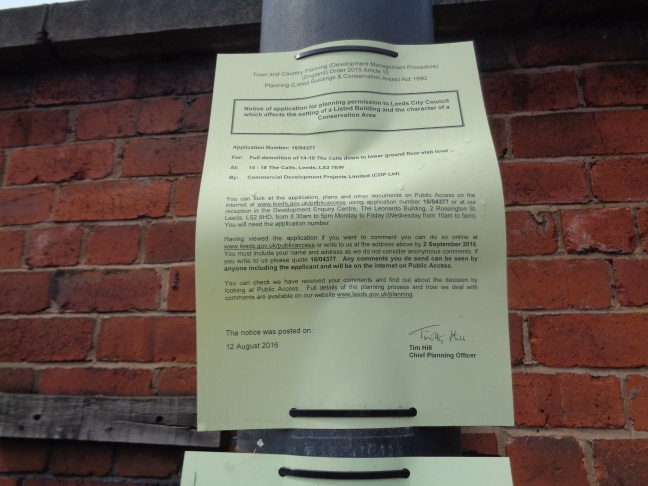 Town and Country Planning (Development Management Procedure)
(England) Order 2015 Article 15
Planning (Listed Buildings & Conservation Areas) Act 1990
Notice of application for planning permission to Leeds City Council
which affects the setting of a Listed Building and the character of a
Conservation Area
Application Number: 16/04377
For: Full demolition of 14-18 The Calls down to lower ground floor slab level
At: 14 - 18 The Calls, Leeds, LS2 7EW
By: Commercial Development Projects Limited (CDP Ltd)
You can look at the application, plans and other documents on Public Access on the
internet at www.leeds.gov.uk/publicaccess using application number 16/04377 or at our
reception in the Development Enquiry Centre, The Leonardo Building, 2 Rossington St,
Leeds, LS2 8HD, from 8.30am to 5pm Monday to Friday (Wednesday from 10am to 5pm).
You will need the application number.
Having viewed the application if you want to comment you can do so online at
www.leeds.gov.uk/publicaccess or write to us at the address above by 2 September 2016.
You must include your name and address as we do not consider anonymous comments, if
you write to us please quote 16/04377. Any comments you do send can be seen by
anyone including the applicant and will be on the internet on Public Access.
You can check we have received your comments and find out about the decision by
looking at Public Access. Full details of the planning process and how we deal with
comments are available on our website www.leeds.gov.uk/planning.
The notice was posted on :
12 August 2016
Timothy Hill
Tim Hill
Chief Planning Officer